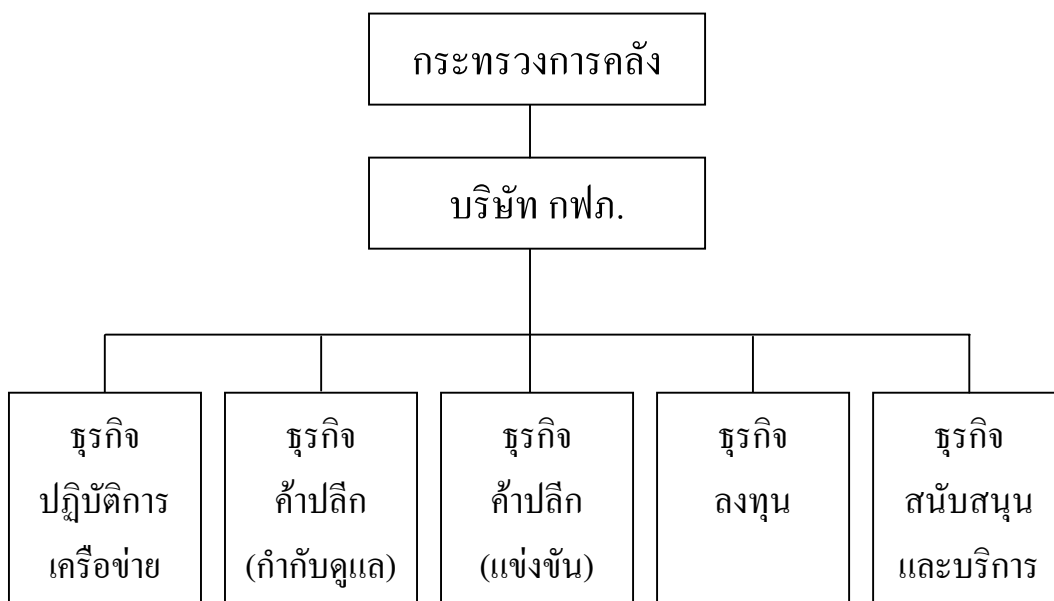 กระทรวงการคลัง
บริษัท กฟภ.
ธุรกิจ
ปฏิบัติการ
เครือข่าย
ธุรกิจ
ค้าปลีก
(กำกับดูแล)
ธุรกิจ
ค้าปลีก
(แข่งขัน)
ธุรกิจ
ลงทุน
ธุรกิจ
สนับสนุน
และบริการ